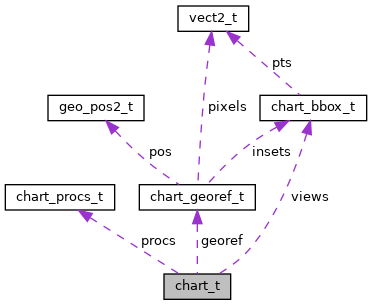 vect2_t
pts
geo_pos2_t
pixels
chart_bbox_t
pos
insets
chart_procs_t
chart_georef_t
views
procs
georef
chart_t